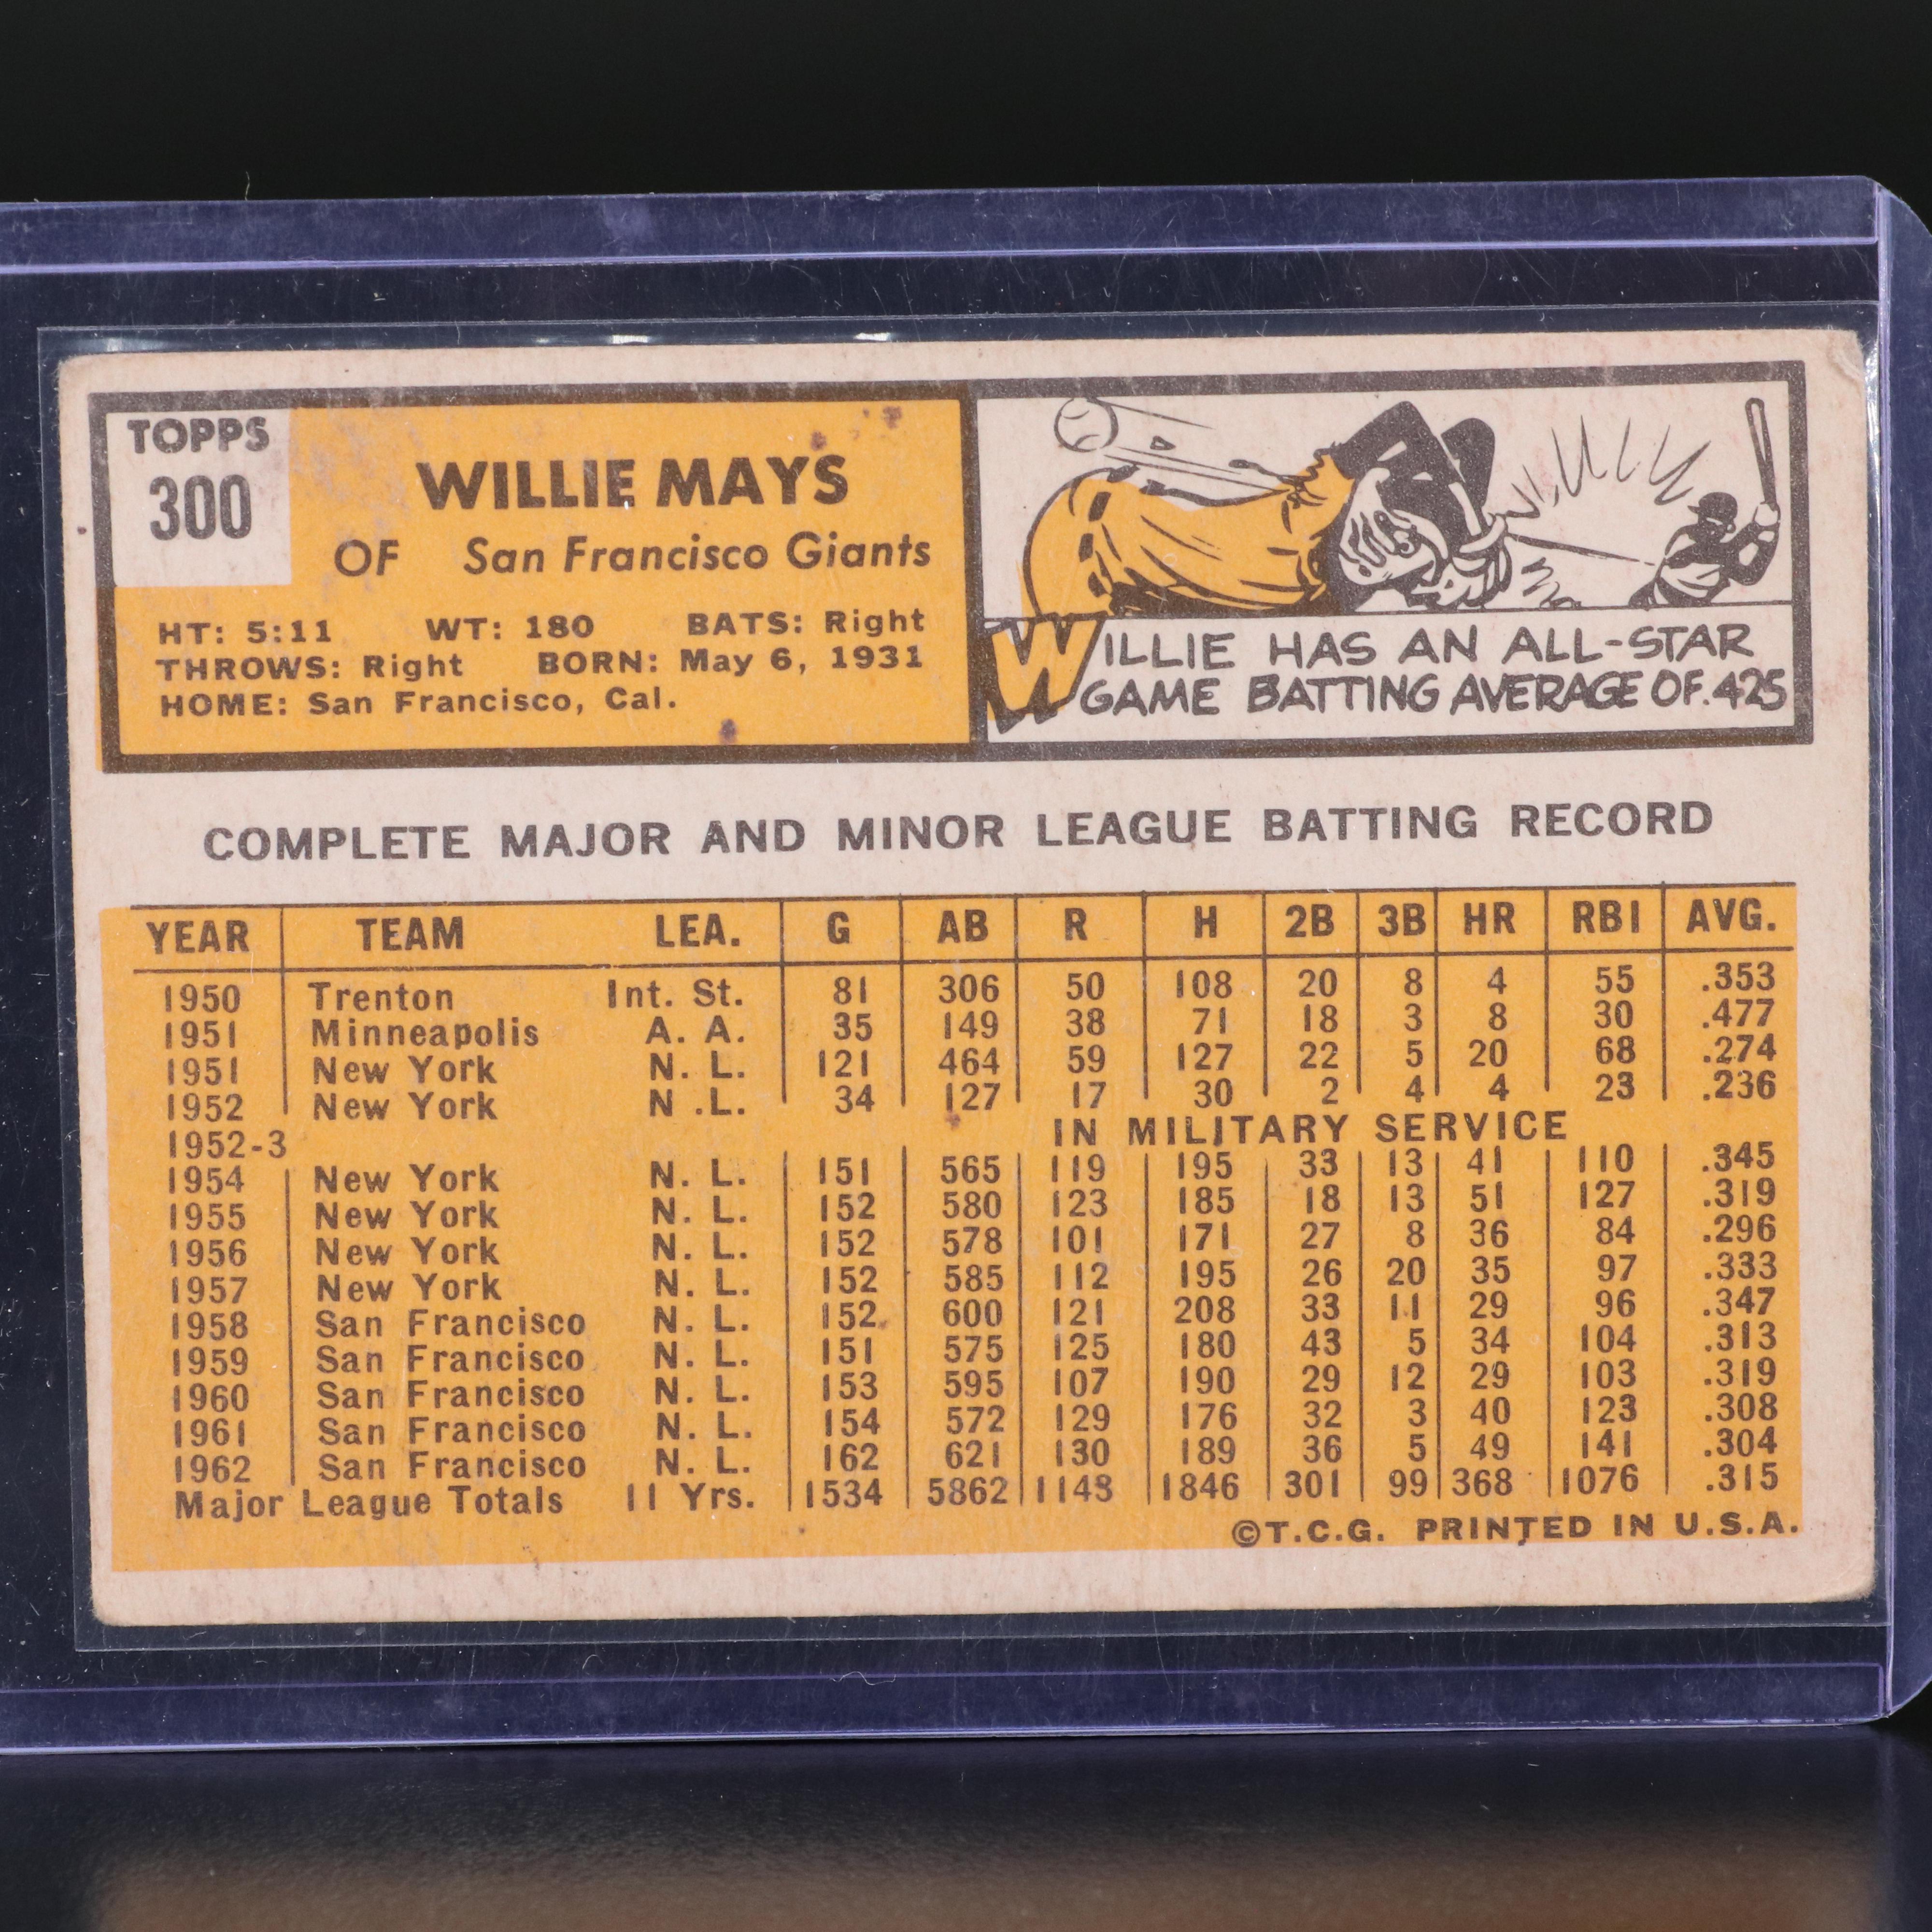 TOPPS
300
WILLIE MAYS
OF San Francisco Giants
HT: 5:11 WT: 180 BATS: Right
THROWS: Right BORN: May 6, 1931
HOME: San Francisco, Cal.
WILLIE HAS AN ALL-STAR
GAME BATTING AVERAGE OF .425
COMPLETE MAJOR AND MINOR LEAGUE BATTING RECORD
YEAR TEAM LEA. G AB R H 2B 3B HR RBI AVG.
1950 Trenton Int. St. 81 306 50 108 20 8 4 55 .353
1951 Minneapolis A. A. 35 149 38 71 18 3 8 30 .477
1951 New York N. L. 121 464 59 127 22 5 20 68 .274
1952 New York N .L. 34 127 17 30 2 4 4 23 .236
1952-3 IN MILITARY SERVICE
1954 New York N. L. 151 565 119 195 33 13 41 110 .345
1955 New York N. L. 152 580 123 185 18 13 51 127 .319
1956 New York N. L. 152 578 101 171 27 8 36 84 .296
1957 New York N. L. 152 585 112 195 26 20 35 97 .333
1958 San Francisco N. L. 152 600 121 208 33 11 29 96 .347
1959 San Francisco N. L. 151 575 125 180 43 5 34 104 .313
1960 San Francisco N. L. 153 595 107 190 29 12 29 103 .319
1961 San Francisco N. L. 154 572 129 176 32 3 40 123 .308
1962 San Francisco N. L. 162 621 130 189 36 5 49 141 .304
Major League Totals 11 Yrs. 1534 5862 1143 1846 301 99 368 1076 .315
©T.C.G. PRINTED IN U.S.A.